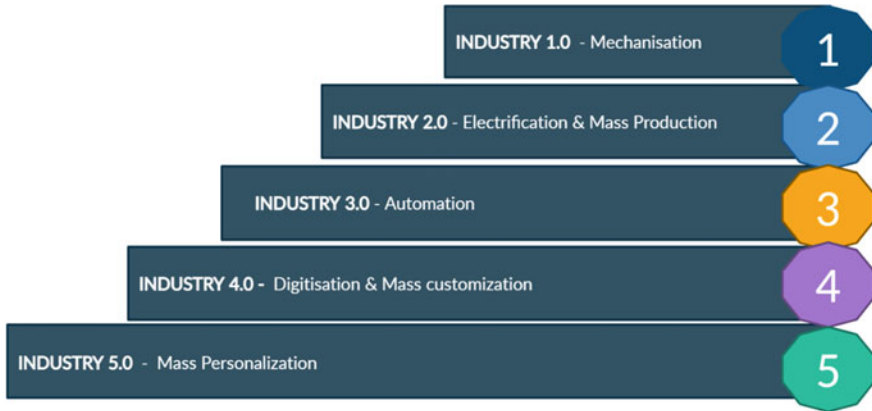 INDUSTRY 1.0 - Mechanisation 1
INDUSTRY 2.0 - Electrification & Mass Production 2
INDUSTRY 3.0 - Automation 3
INDUSTRY 4.0 - Digitisation & Mass customization 4
INDUSTRY 5.0 - Mass Personalization 5